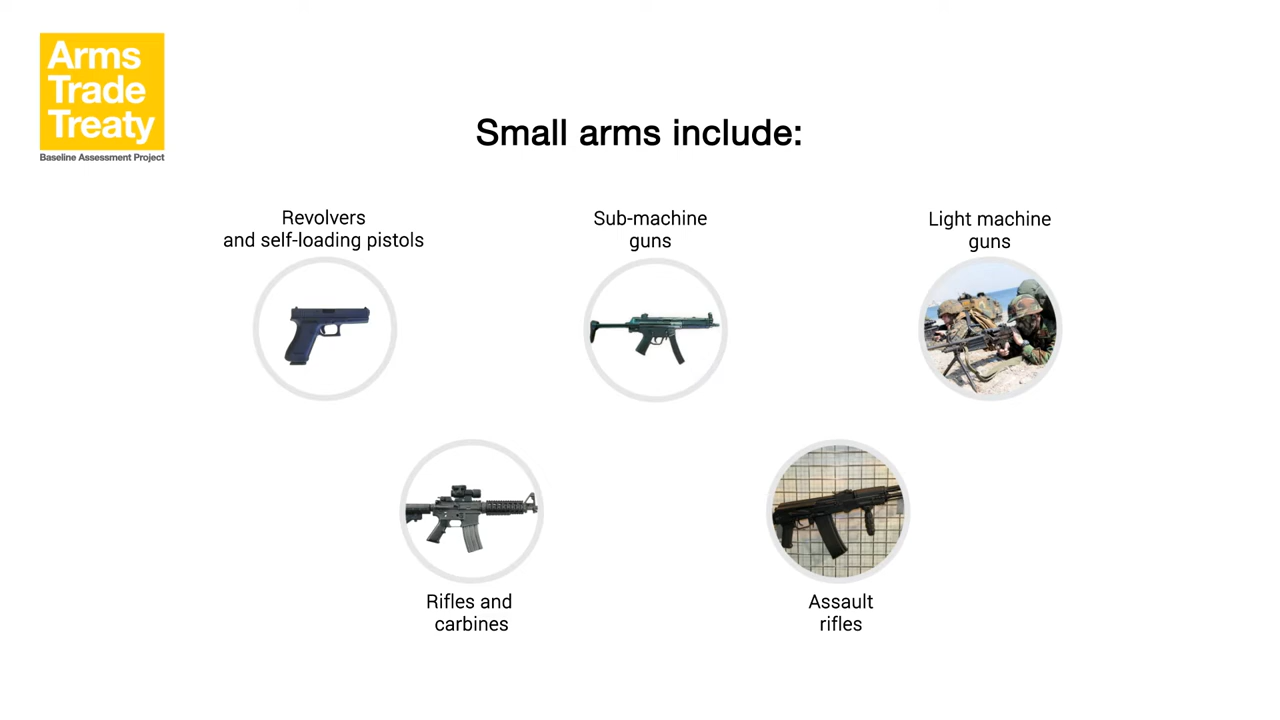 Arms
Trade
Treaty
Baseline Assessment Project
Small arms include:
Revolvers
and self-loading pistols
Sub-machine
guns
Light machine
guns
Rifles and
carbines
Assault
rifles